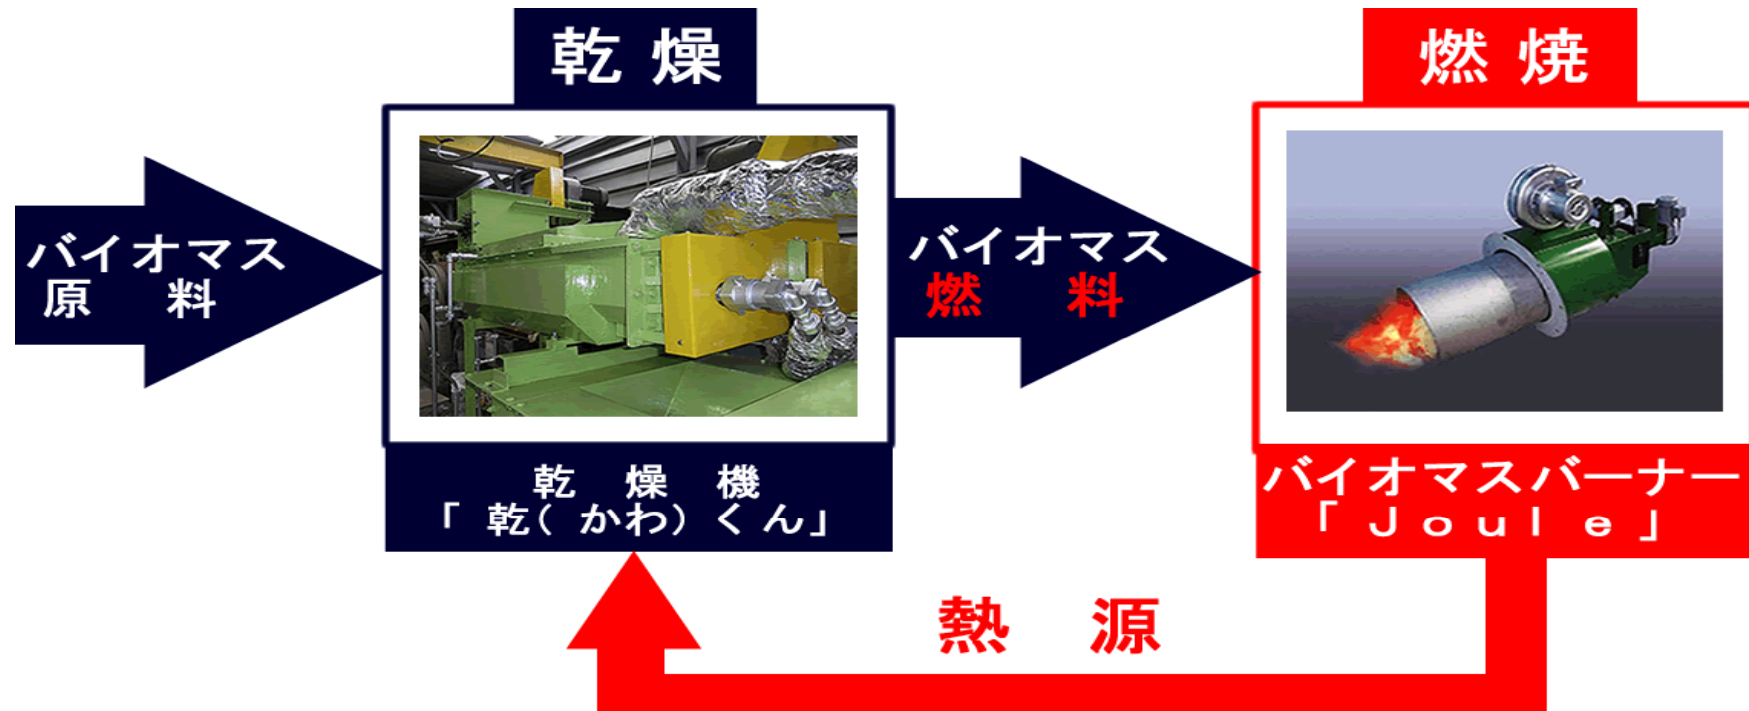 乾燥
燃焼
バイオマス
原料
バイオマス
燃料
乾燥機
「乾(かわ)くん」
バイオマスバーナー
「Joule」
熱源